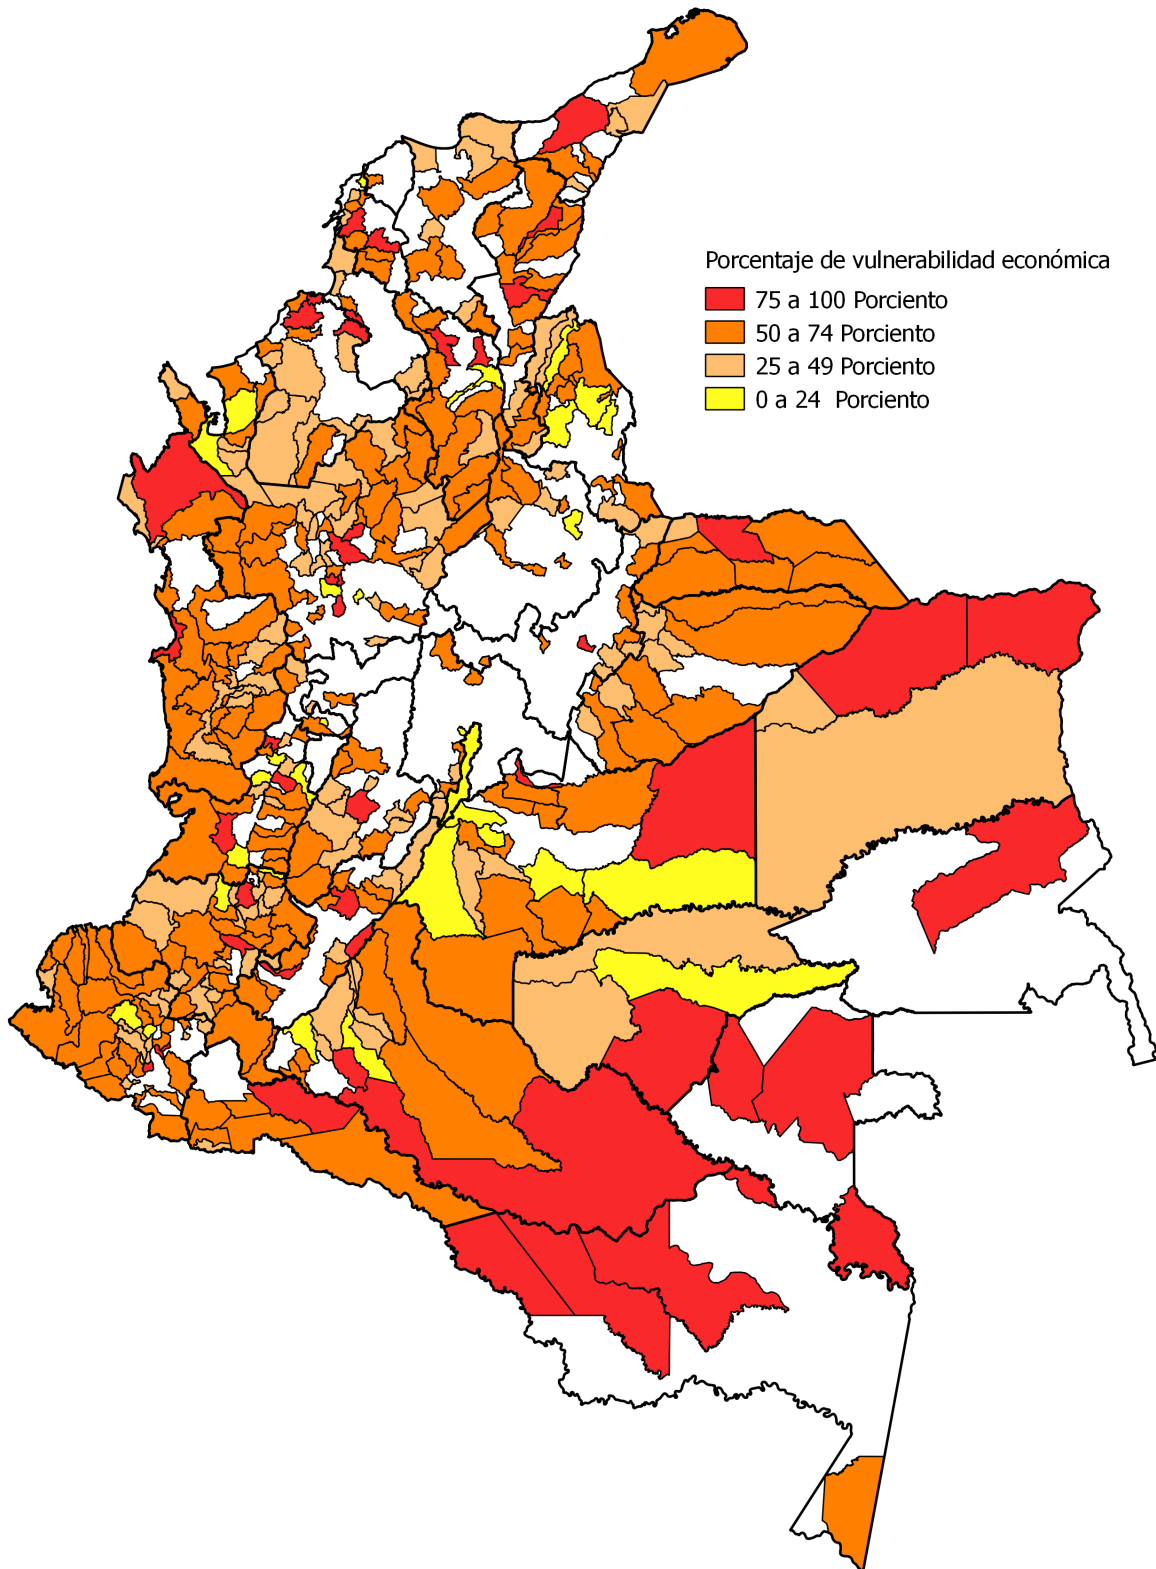 Porcentaje de vulnerabilidad económica
75 a 100 Porciento
50 a 74 Porciento
25 a 49 Porciento
0 a 24 Porciento